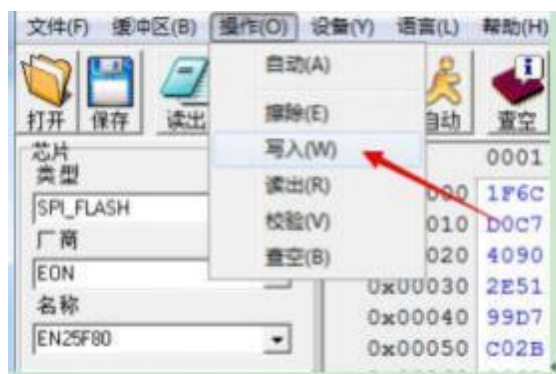 文件(F) 缓冲区(B) 操作(O) 设备(Y) 语言(L) 帮助(H)
打开 保存 读出 自动 查空
自动(A)
擦除(E)
写入(W)
读出(R)
校验(V)
查空(B)
芯片
类型
SPI_FLASH
厂商
EON
名称
EN25F80
0001
000 1F6C
010 D0C7
020 4090
0x00030 2E51
0x00040 99D7
0x00050 C02B